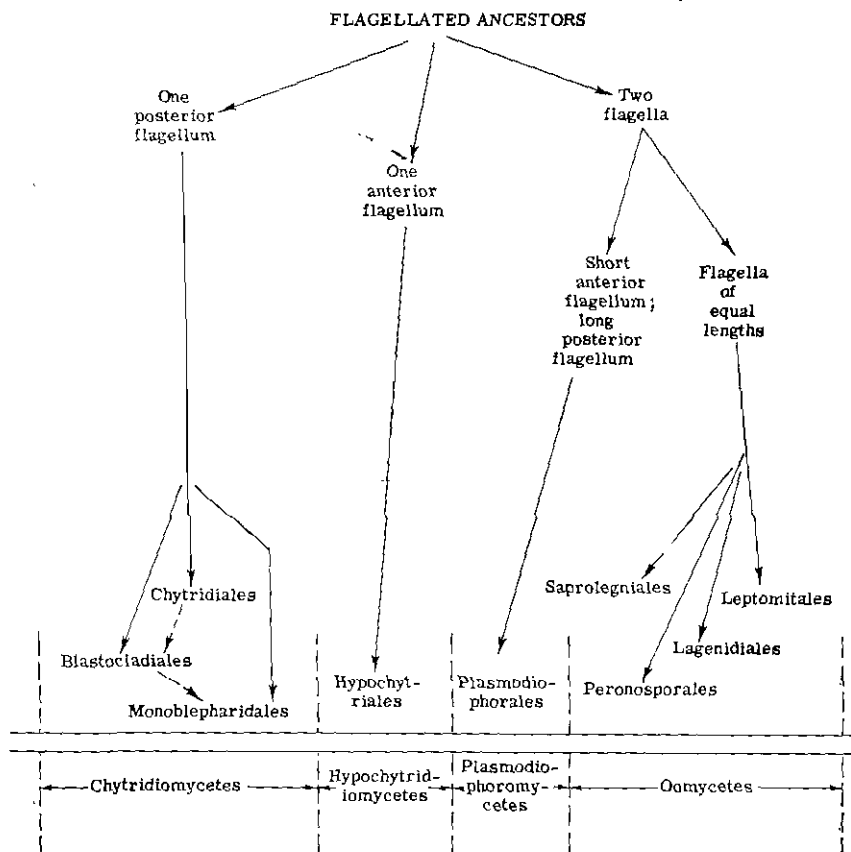 FLAGELLATED ANCESTORS
One
posterior
flagellum
Two
flagella
One
anterior
flagellum
Short
anterior
flagellum;
long
posterior
flagellum
Flagella
of
equal
lengths
Chytridiales
Saprolegniales
Leptomitales
Blastocladiales
Lagenidiales
Monoblepharidales
Hypochyt-
riales
Plasmodio-
phorales
Peronosporales
Chytridiomycetes
Hypochytrid-
iomycetes
Plasmodio-
phoromy-
cetes
Oomycetes